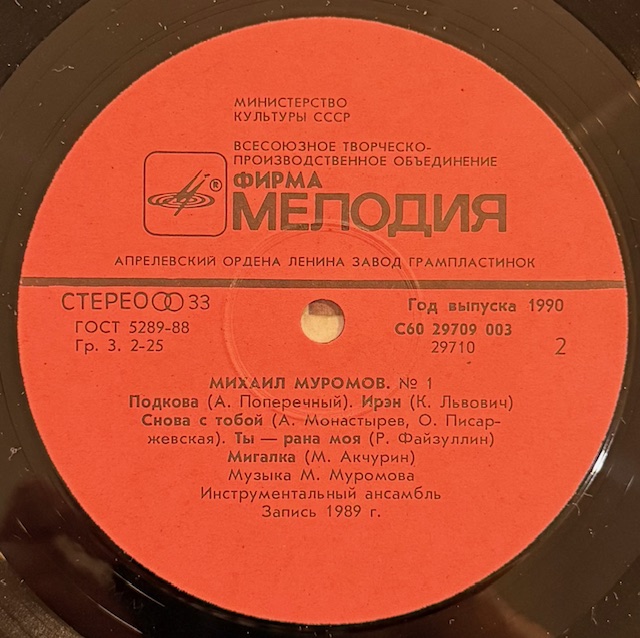 МИНИСТЕРСТВО
КУЛЬТУРЫ СССР
ВСЕСОЮЗНОЕ ТВОРЧЕСКО-
ПРОИЗВОДСТВЕННОЕ ОБЪЕДИНЕНИЕ
®
ФИРМА
МЕЛОДИЯ
АПРЕЛЕВСКИЙ ОРДЕНА ЛЕНИНА ЗАВОД ГРАМПЛАСТИНОК
СТЕРЕО 33
Год выпуска 1990
ГОСТ 5289-88
С60 29709 003
Гр. 3. 2-25
29710
2
МИХАИЛ МУРОМОВ. № 1
Подкова (А. Поперечный). Ирэн (К. Львович)
Снова с тобой (А. Монастырев, О. Писар-
жевская). Ты — рана моя (Р. Файзуллин)
Мигалка (М. Акчурин)
Музыка М. Муромова
Инструментальный ансамбль
Запись 1989 г.